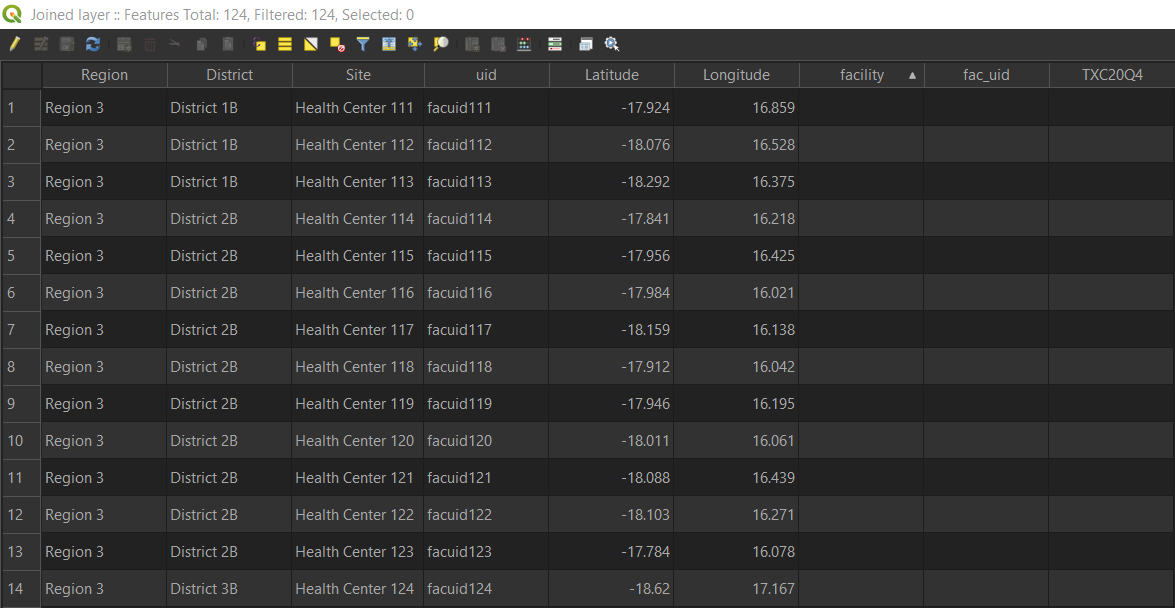 Joined layer :: Features Total: 124, Filtered: 124, Selected: 0
Region District Site uid Latitude Longitude facility ▲ fac_uid TXC20Q4
1 Region 3 District 1B Health Center 111 facuid111 -17.924 16.859
2 Region 3 District 1B Health Center 112 facuid112 -18.076 16.528
3 Region 3 District 1B Health Center 113 facuid113 -18.292 16.375
4 Region 3 District 2B Health Center 114 facuid114 -17.841 16.218
5 Region 3 District 2B Health Center 115 facuid115 -17.956 16.425
6 Region 3 District 2B Health Center 116 facuid116 -17.984 16.021
7 Region 3 District 2B Health Center 117 facuid117 -18.159 16.138
8 Region 3 District 2B Health Center 118 facuid118 -17.912 16.042
9 Region 3 District 2B Health Center 119 facuid119 -17.946 16.195
10 Region 3 District 2B Health Center 120 facuid120 -18.011 16.061
11 Region 3 District 2B Health Center 121 facuid121 -18.088 16.439
12 Region 3 District 2B Health Center 122 facuid122 -18.103 16.271
13 Region 3 District 2B Health Center 123 facuid123 -17.784 16.078
14 Region 3 District 3B Health Center 124 facuid124 -18.62 17.167